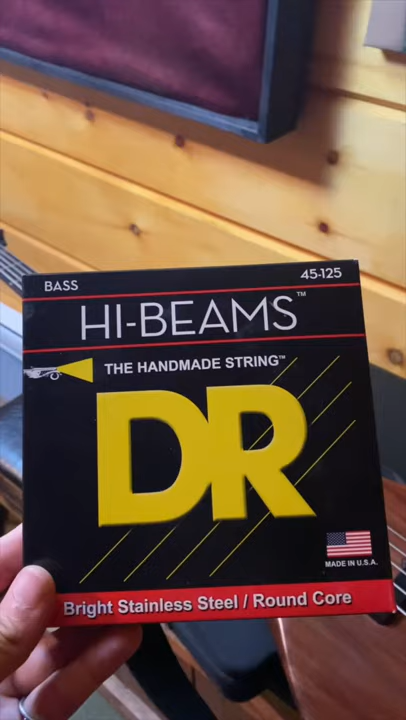 BASS 45-125
HI-BEAMS™
THE HANDMADE STRING™
DR
MADE IN U.S.A.
Bright Stainless Steel / Round Core